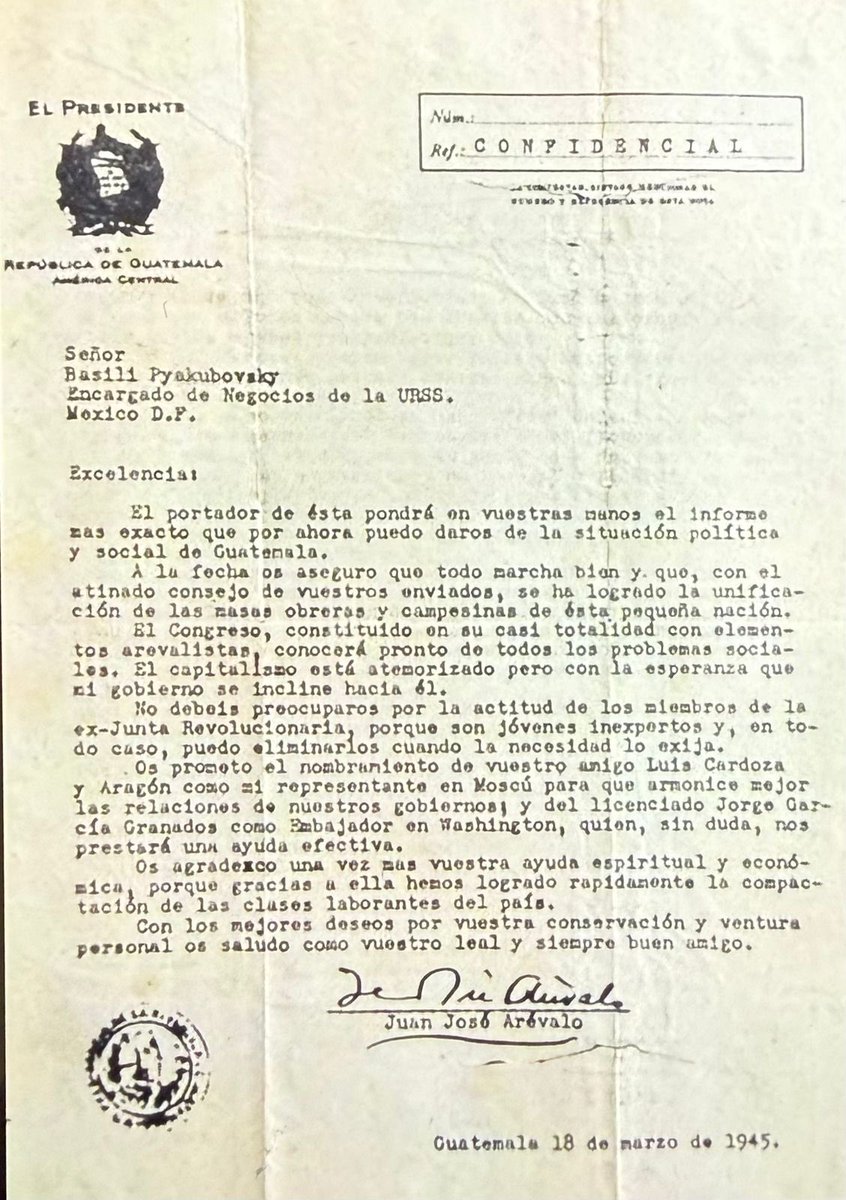 EL PRESIDENTE
DE LA
REPÚBLICA DE GUATEMALA
AMÉRICA CENTRAL
Núm.:
Ref.: CONFIDENCIAL
Señor
Basili Pyakubovsky
Encargado de Negocios de la URSS.
Mexico D.F.
Excelencia:
El portador de ésta pondrá en vuestras manos el informe
mas exacto que por ahora puedo daros de la situación política
y social de Guatemala.
A la fecha os aseguro que todo marcha bien y que, con el
atinado consejo de vuestros enviados, se ha logrado la unifica-
ción de las masas obreras y campesinas de ésta pequeña nación.
El Congreso, constituido en su casi totalidad con elemen-
tos arevalistas, conocerá pronto de todos los problemas socia-
les. El capitalismo está atemorizado pero con la esperanza que
mi gobierno se incline hacia él.
No debeis preocuparos por la actitud de los miembros de la
ex-Junta Revolucionaria, porque son jóvenes inexpertos y, en to-
do caso, puedo eliminarlos cuando la necesidad lo exija.
Os prometo el nombramiento de vuestro amigo Luis Cardoza
y Aragón como mi representante en Moscú para que armonice mejor
las relaciones de nuestros gobiernos; y del licenciado Jorge Gar-
cía Granados como Embajador en Washington, quien, sin duda, nos
prestará una ayuda efectiva.
Os agradexco una vez mas vuestra ayuda espiritual y econó-
mica, porque gracias a ella hemos logrado rapidamente la compac-
tación de las clases laborantes del país.
Con los mejores deseos por vuestra conservación y ventura
personal os saludo como vuestro leal y siempre buen amigo.
Juan José Arévalo
Guatemala 18 de marzo de 1945.